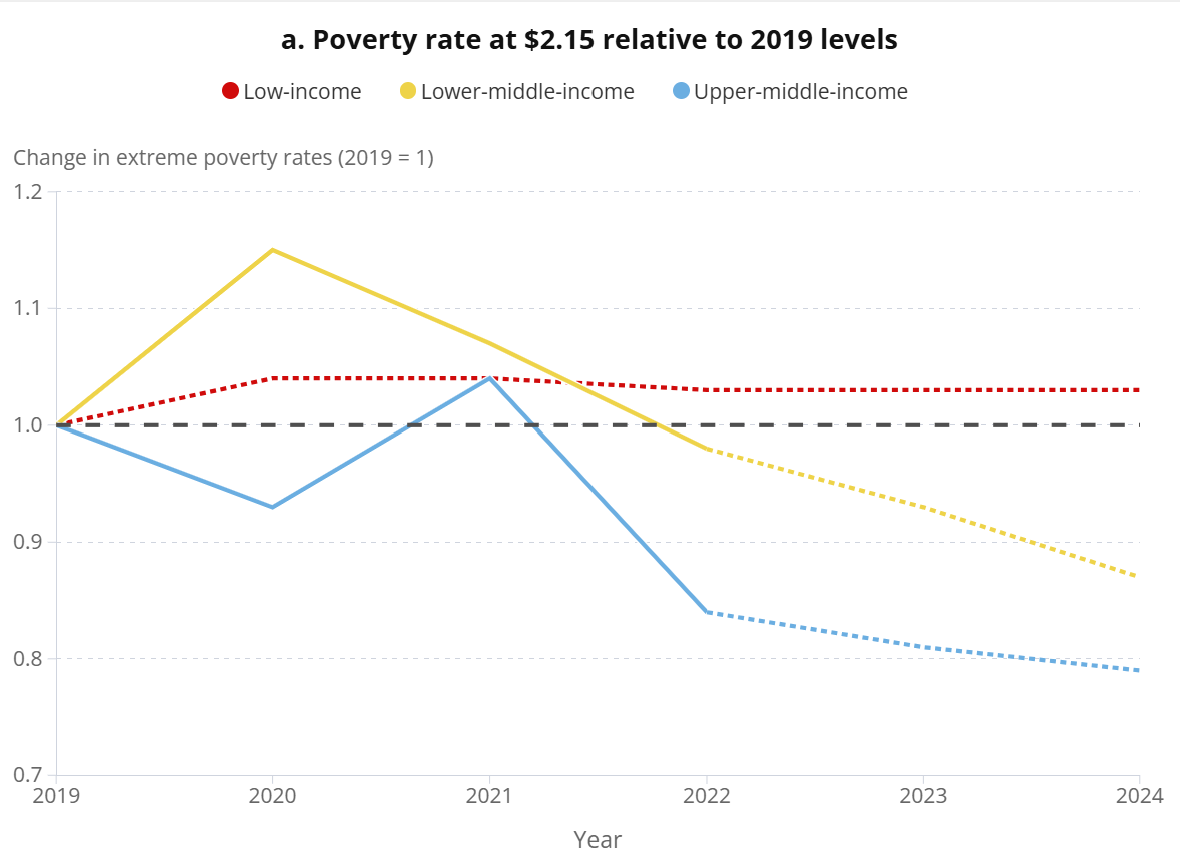 a. Poverty rate at $2.15 relative to 2019 levels
Low-income Lower-middle-income Upper-middle-income
Change in extreme poverty rates (2019 = 1)
1.2
1.1
1.0
0.9
0.8
0.7
2019 2020 2021 2022 2023 2024
Year